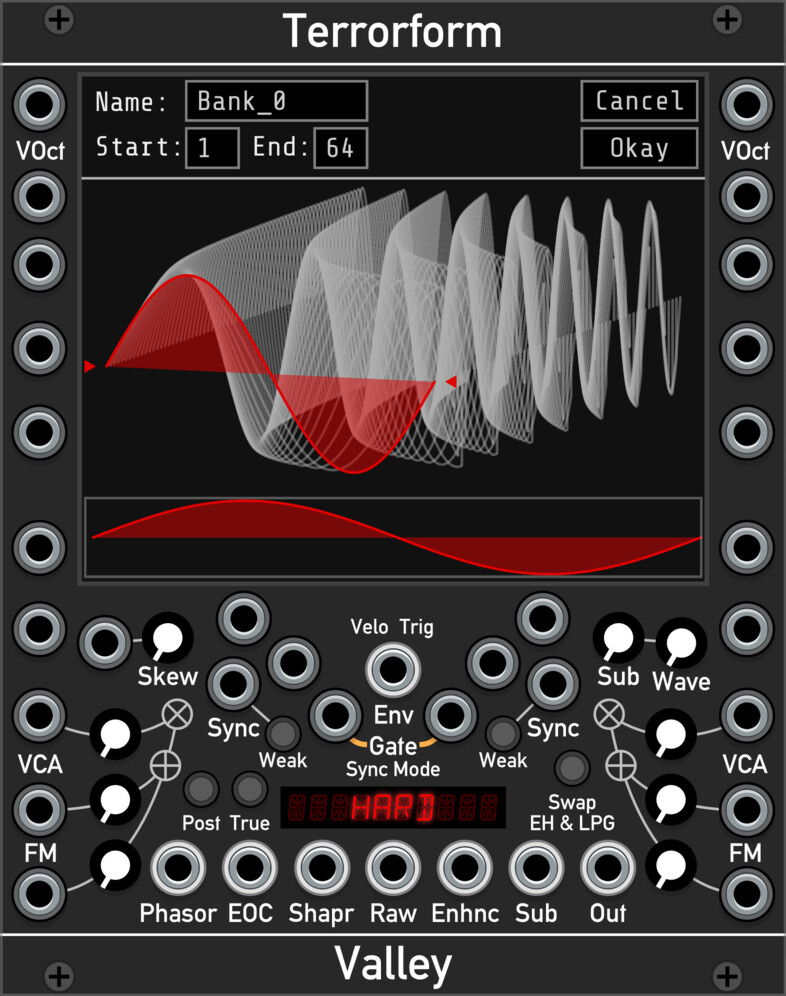 Terrorform
Name: Bank_0 Cancel
Start: 1 End: 64 Okay
VOct VOct
Velo Trig
Skew Sub Wave
Sync Env Sync
Gate
Weak Weak
VCA Sync Mode VCA
Post True HARD Swap
EH & LPG
FM FM
Phasor EOC Shapr Raw Enhnc Sub Out
Valley